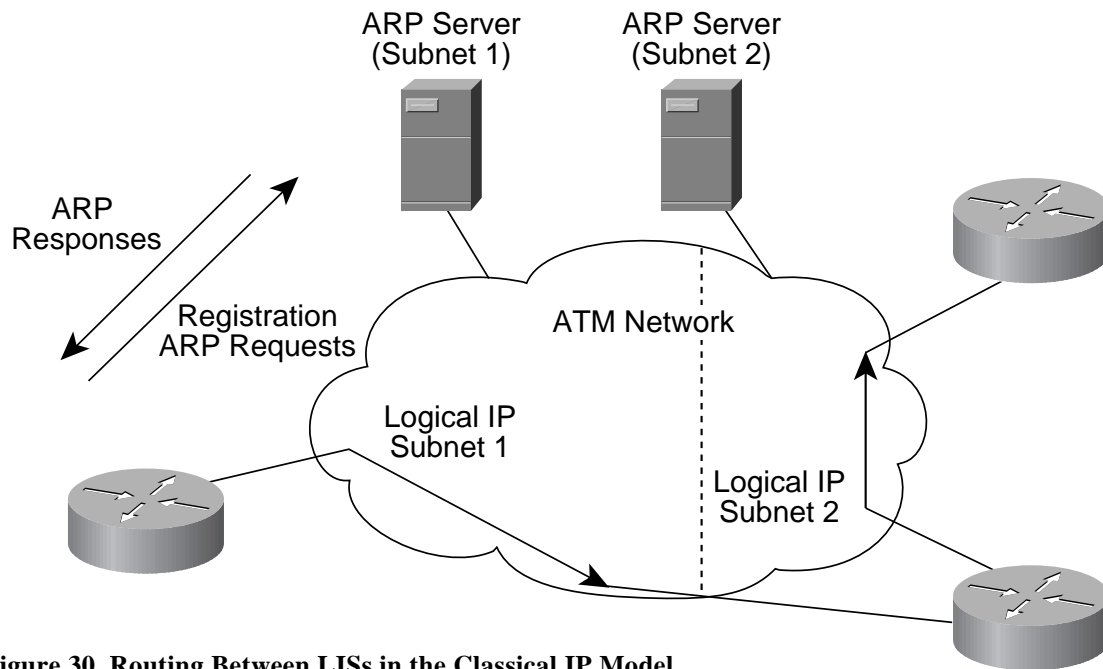 ARP Server
(Subnet 1)
ARP Server
(Subnet 2)
ARP
Responses
Registration
ARP Requests
ATM Network
Logical IP
Subnet 1
Logical IP
Subnet 2
igure 30. Routing Between LISs in the Classical IP Model